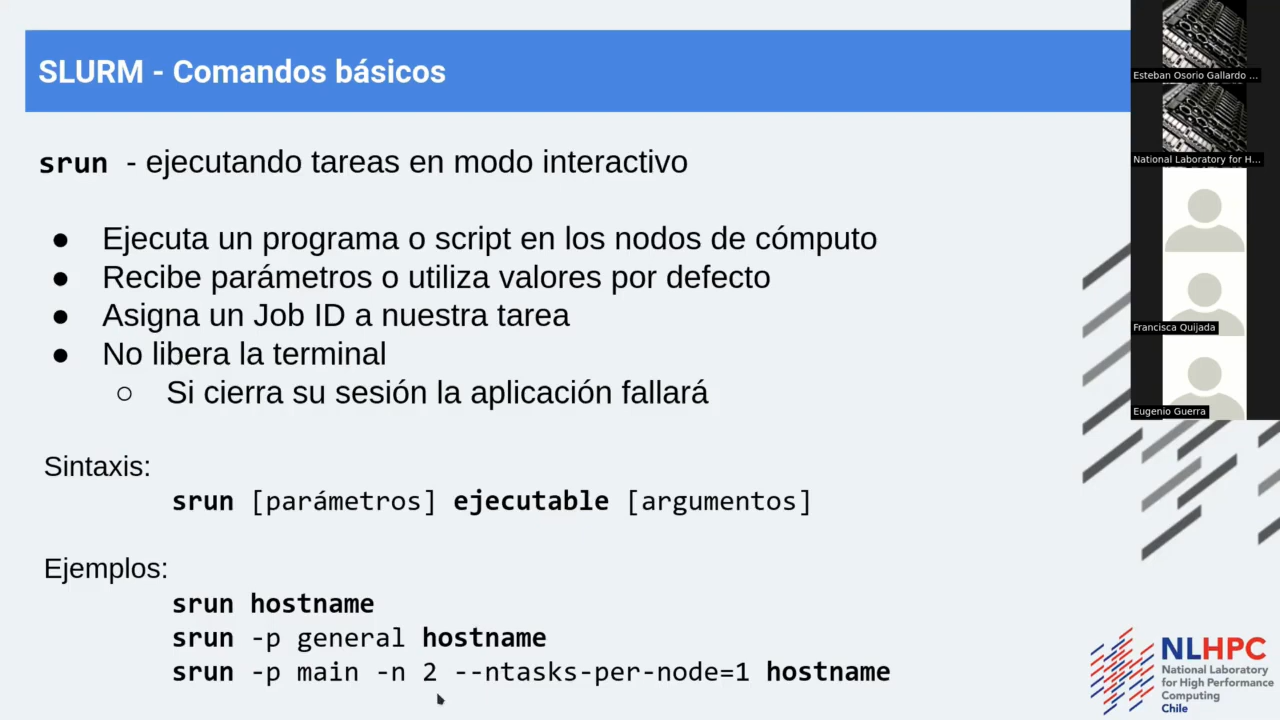 SLURM - Comandos básicos
srun - ejecutando tareas en modo interactivo
● Ejecuta un programa o script en los nodos de cómputo
● Recibe parámetros o utiliza valores por defecto
● Asigna un Job ID a nuestra tarea
● No libera la terminal
○ Si cierra su sesión la aplicación fallará
Sintaxis:
srun [parámetros] ejecutable [argumentos]
Ejemplos:
srun hostname
srun -p general hostname
srun -p main -n 2 --ntasks-per-node=1 hostname
Esteban Osorio Gallardo ...
National Laboratory for H...
Francisca Quijada
Eugenio Guerra
NLHPC
National Laboratory
for High Performance
Computing
Chile